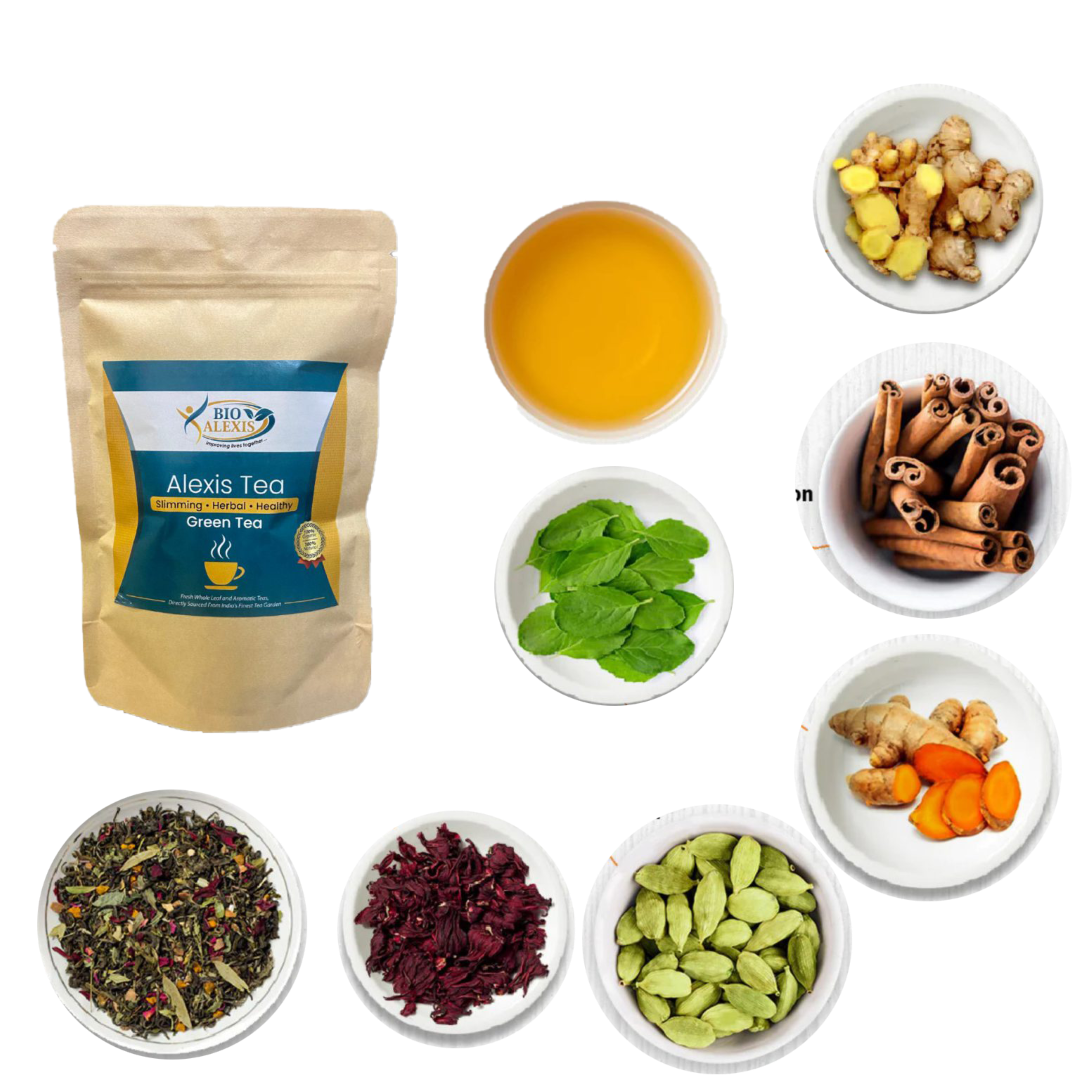 BIO
ALEXIS
improving lives together...
Alexis Tea
Slimming • Herbal • Healthy
Green Tea
100%
Fresh Whole Leaf and Aromatic Teas,
Directly Sourced From India's Finest Tea Garden
on